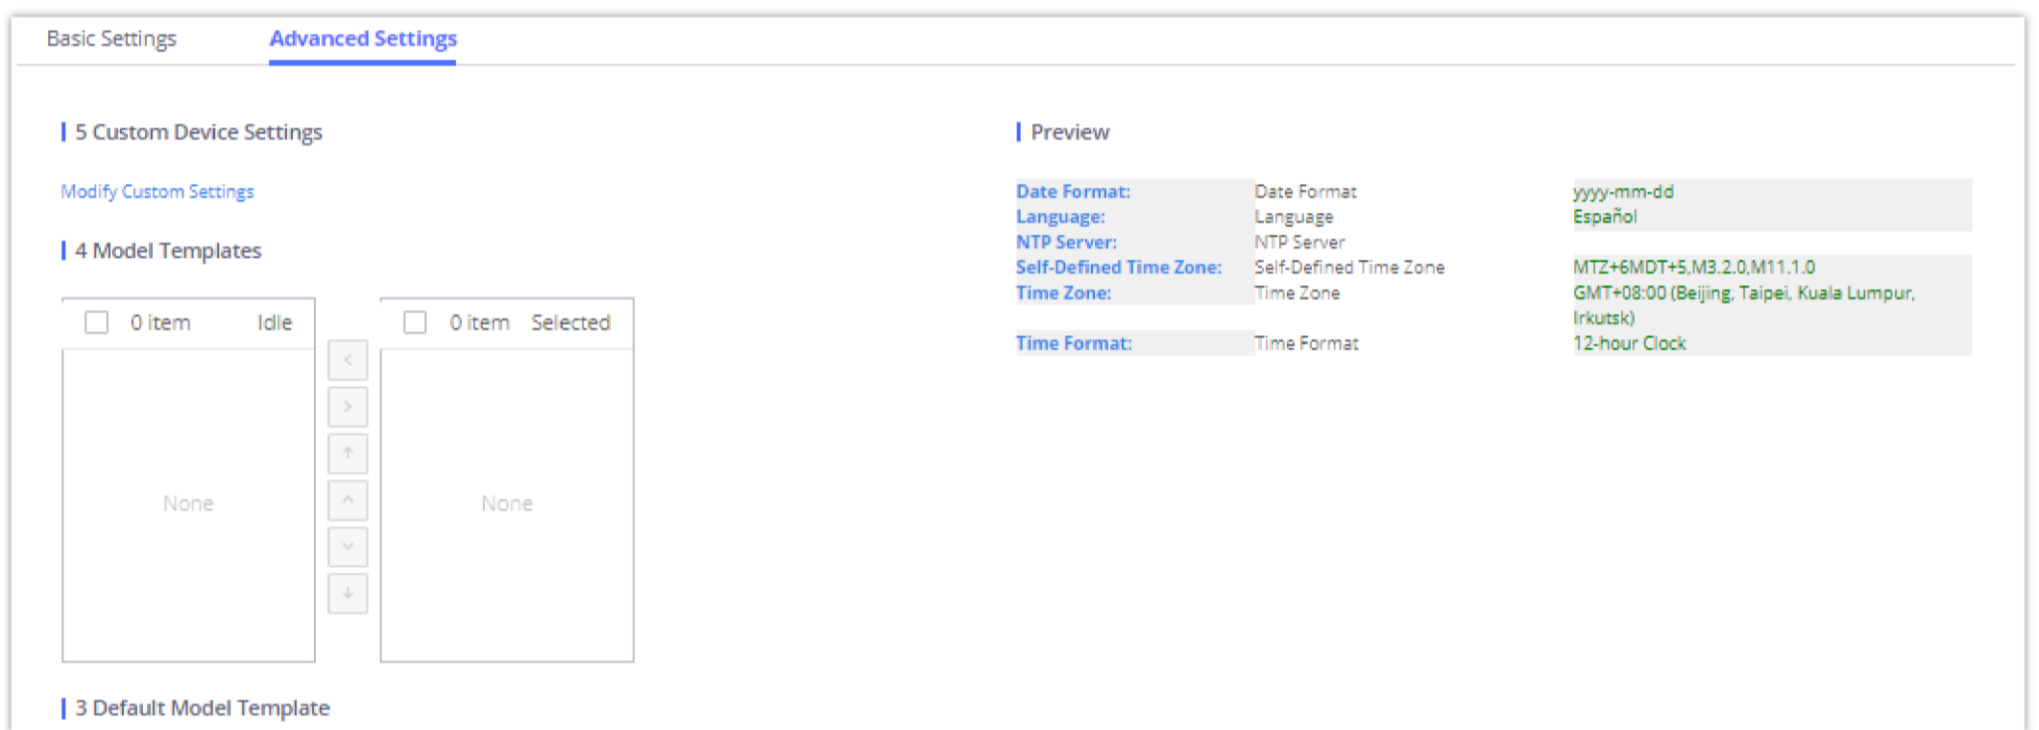 Basic Settings Advanced Settings
5 Custom Device Settings
Modify Custom Settings
4 Model Templates
0 item Idle
None
0 item Selected
None
3 Default Model Template
Preview
Date Format: Date Format yyyy-mm-dd
Language: Language Español
NTP Server: NTP Server
Self-Defined Time Zone: Self-Defined Time Zone MTZ+6MDT+5,M3.2.0,M11.1.0
Time Zone: Time Zone GMT+08:00 (Beijing, Taipei, Kuala Lumpur,
Irkutsk)
Time Format: Time Format 12-hour Clock